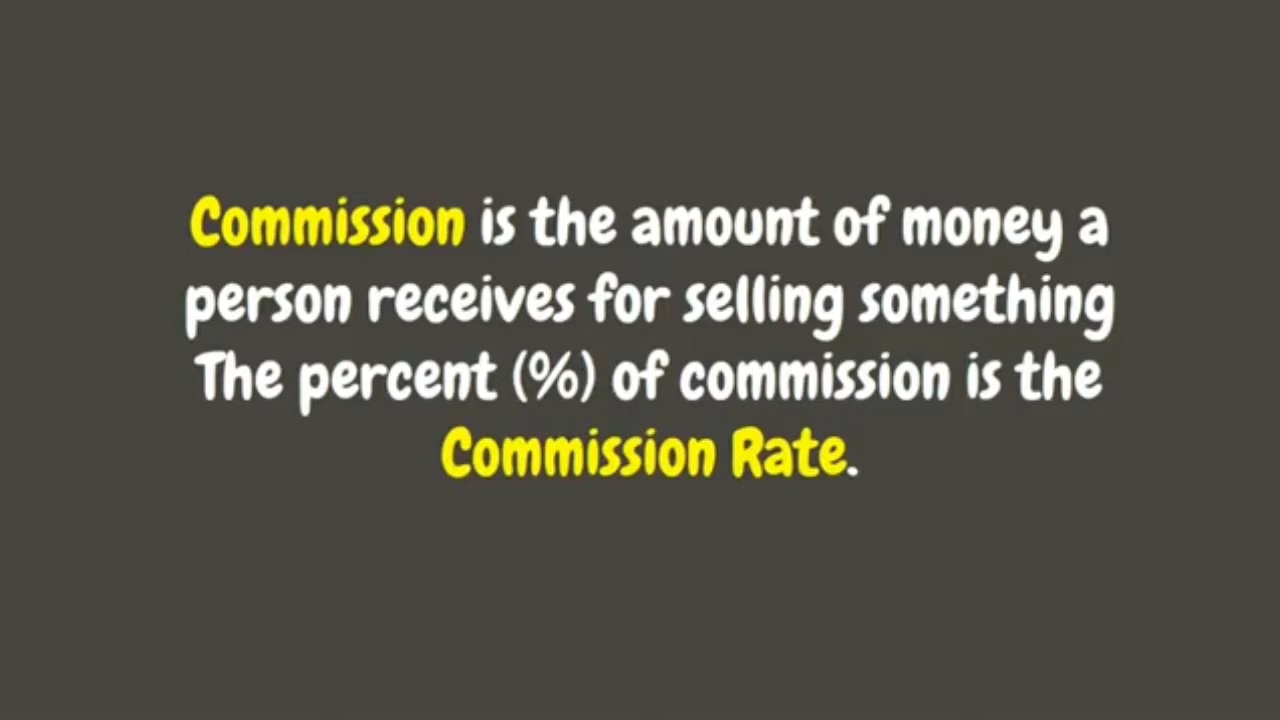 Commission is the amount of money a
person receives for selling something
The percent (%) of commission is the
Commission Rate.